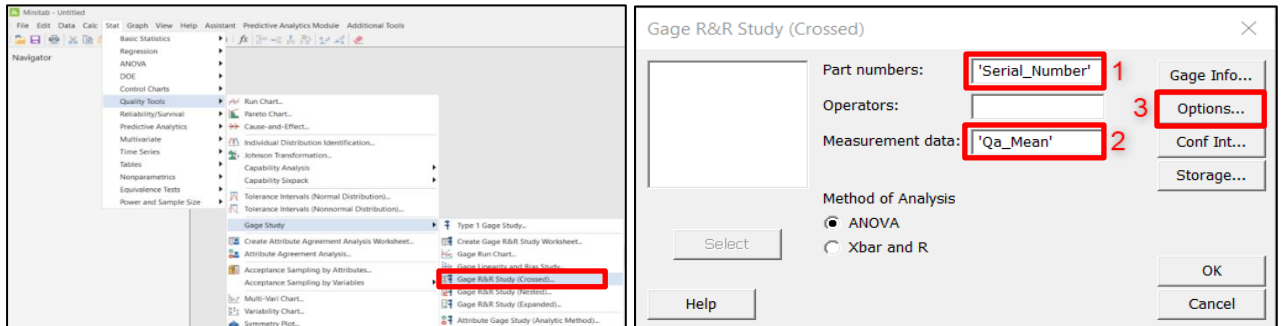 Minitab - Untitled
File Edit Data Calc Stat Graph View Help Assistant Predictive Analytics Module Additional Tools
Navigator
Basic Statistics
Regression
ANOVA
DOE
Control Charts
Quality Tools
Reliability/Survival
Predictive Analytics
Multivariate
Time Series
Tables
Nonparametrics
Equivalence Tests
Power and Sample Size
Run Chart...
Pareto Chart...
Cause-and-Effect...
Individual Distribution Identification...
Johnson Transformation...
Capability Analysis
Capability Sixpack
Tolerance Intervals (Normal Distribution)...
Tolerance Intervals (Nonnormal Distribution)...
Gage Study
Create Attribute Agreement Analysis Worksheet...
Attribute Agreement Analysis...
Acceptance Sampling by Attributes...
Acceptance Sampling by Variables
Multi-Vari Chart...
Variability Chart...
Symmetry Plot...
Type 1 Gage Study...
Create Gage R&R Study Worksheet...
Gage Run Chart...
Gage Linearity and Bias Study...
Gage R&R Study (Crossed)...
Gage R&R Study (Nested)...
Gage R&R Study (Expanded)...
Attribute Gage Study (Analytic Method)...
Gage R&R Study (Crossed)
Part numbers: 'Serial_Number' 1
Gage Info...
Operators:
3 Options...
Measurement data: 'Qa_Mean' 2
Conf Int...
Storage...
Method of Analysis
ANOVA
Xbar and R
Select
OK
Help
Cancel